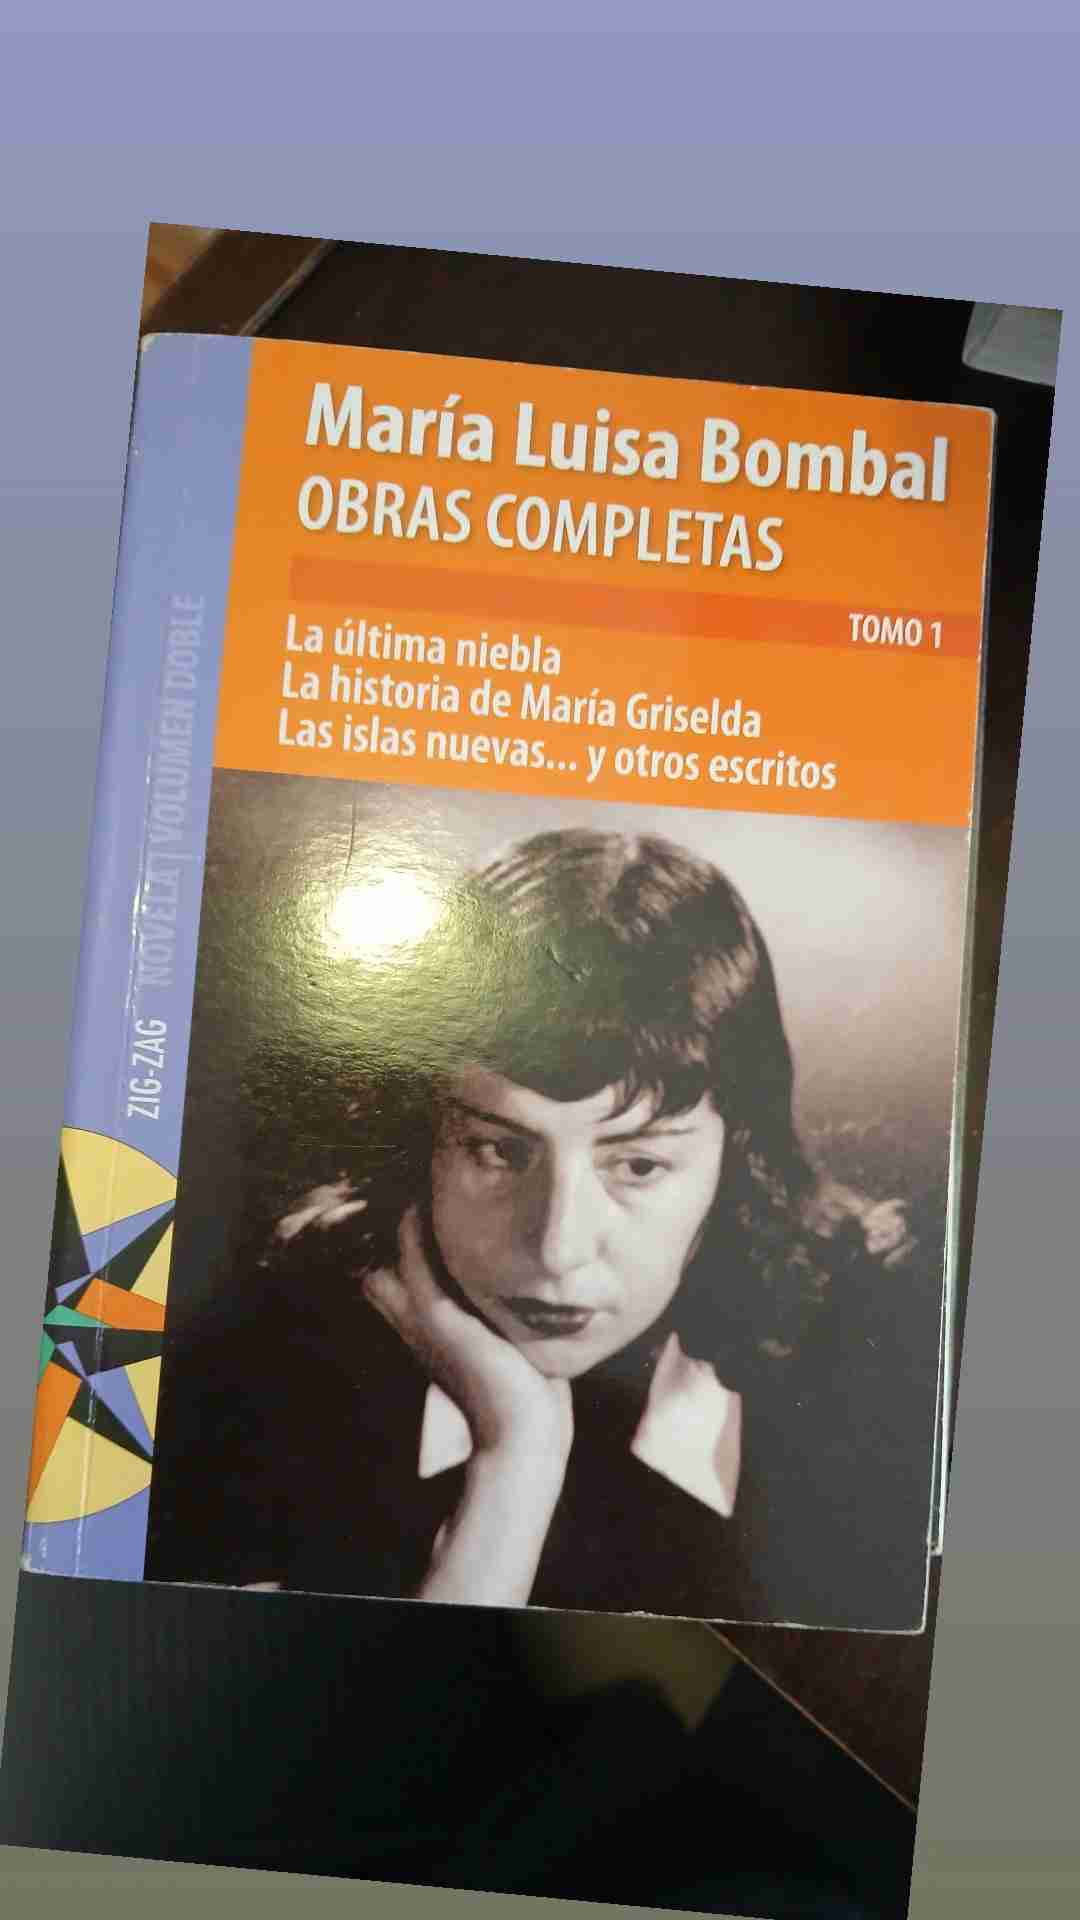 María Luisa Bombal
OBRAS COMPLETAS
TOMO 1
La última niebla
La historia de María Griselda
Las islas nuevas... y otros escritos
ZIG-ZAG NOVELA | VOLUMEN DOBLE